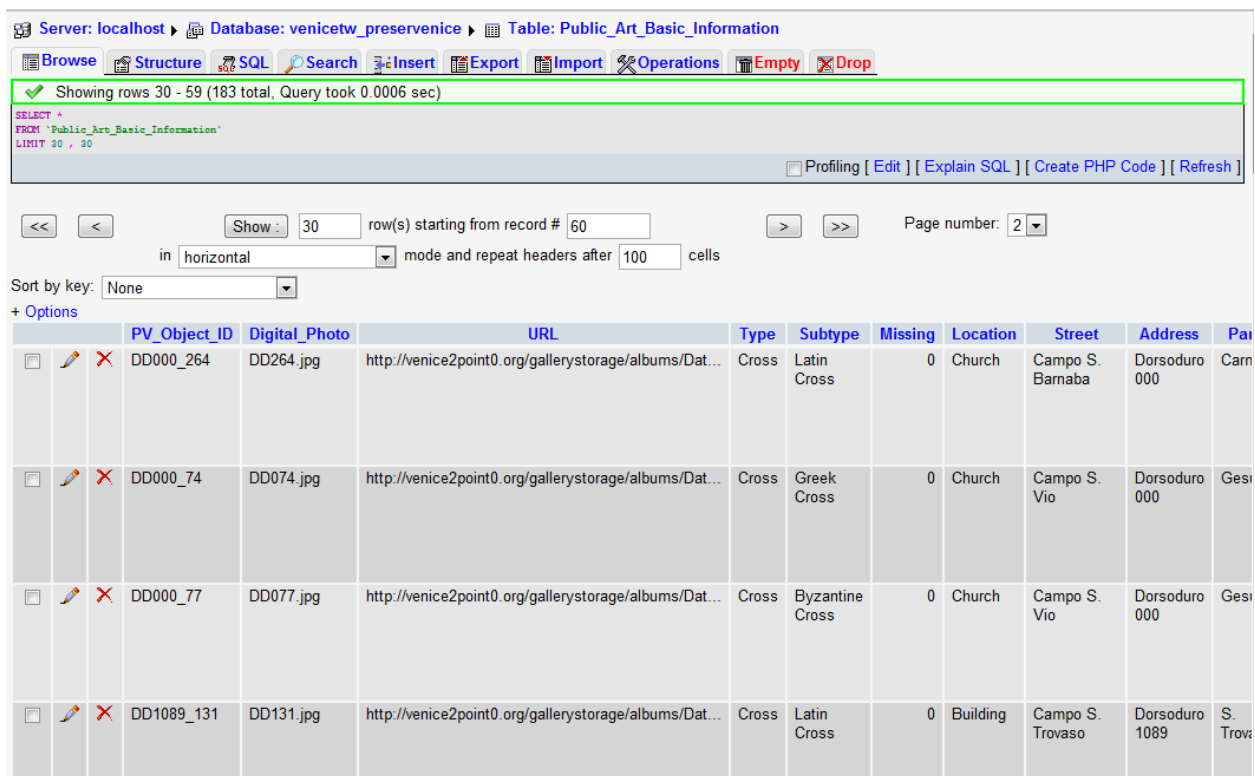 Server: localhost Database: venicetw_preservenice Table: Public_Art_Basic_Information
Browse Structure SQL Search Insert Export Import Operations Empty Drop
Showing rows 30 - 59 (183 total, Query took 0.0006 sec)
SELECT *
FROM `Public_Art_Basic_Information`
LIMIT 30 , 30
Profiling [ Edit ] [ Explain SQL ] [ Create PHP Code ] [ Refresh ]
<< < Show : 30 row(s) starting from record # 60 > >> Page number: 2
in horizontal mode and repeat headers after 100 cells
Sort by key: None
+ Options
PV_Object_ID Digital_Photo URL Type Subtype Missing Location Street Address Par
DD000_264 DD264.jpg http://venice2point0.org/gallerystorage/albums/Dat... Cross Latin 0 Church Campo S. Dorsoduro Carn
Cross Barnaba 000
DD000_74 DD074.jpg http://venice2point0.org/gallerystorage/albums/Dat... Cross Greek 0 Church Campo S. Dorsoduro Gesu
Cross Vio 000
DD000_77 DD077.jpg http://venice2point0.org/gallerystorage/albums/Dat... Cross Byzantine 0 Church Campo S. Dorsoduro Gesu
Cross Vio 000
DD1089_131 DD131.jpg http://venice2point0.org/gallerystorage/albums/Dat... Cross Latin 0 Building Campo S. Dorsoduro S.
Cross Trovaso 1089 Trova